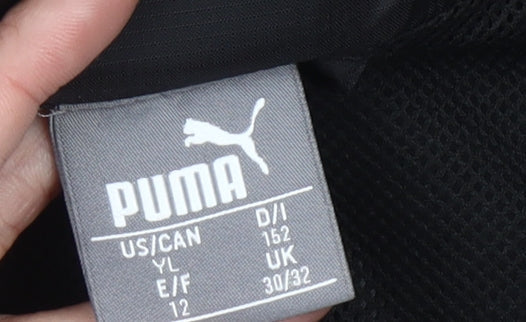 PUMA
US/CAN D/I
YL 152
E/F UK
12 30/32